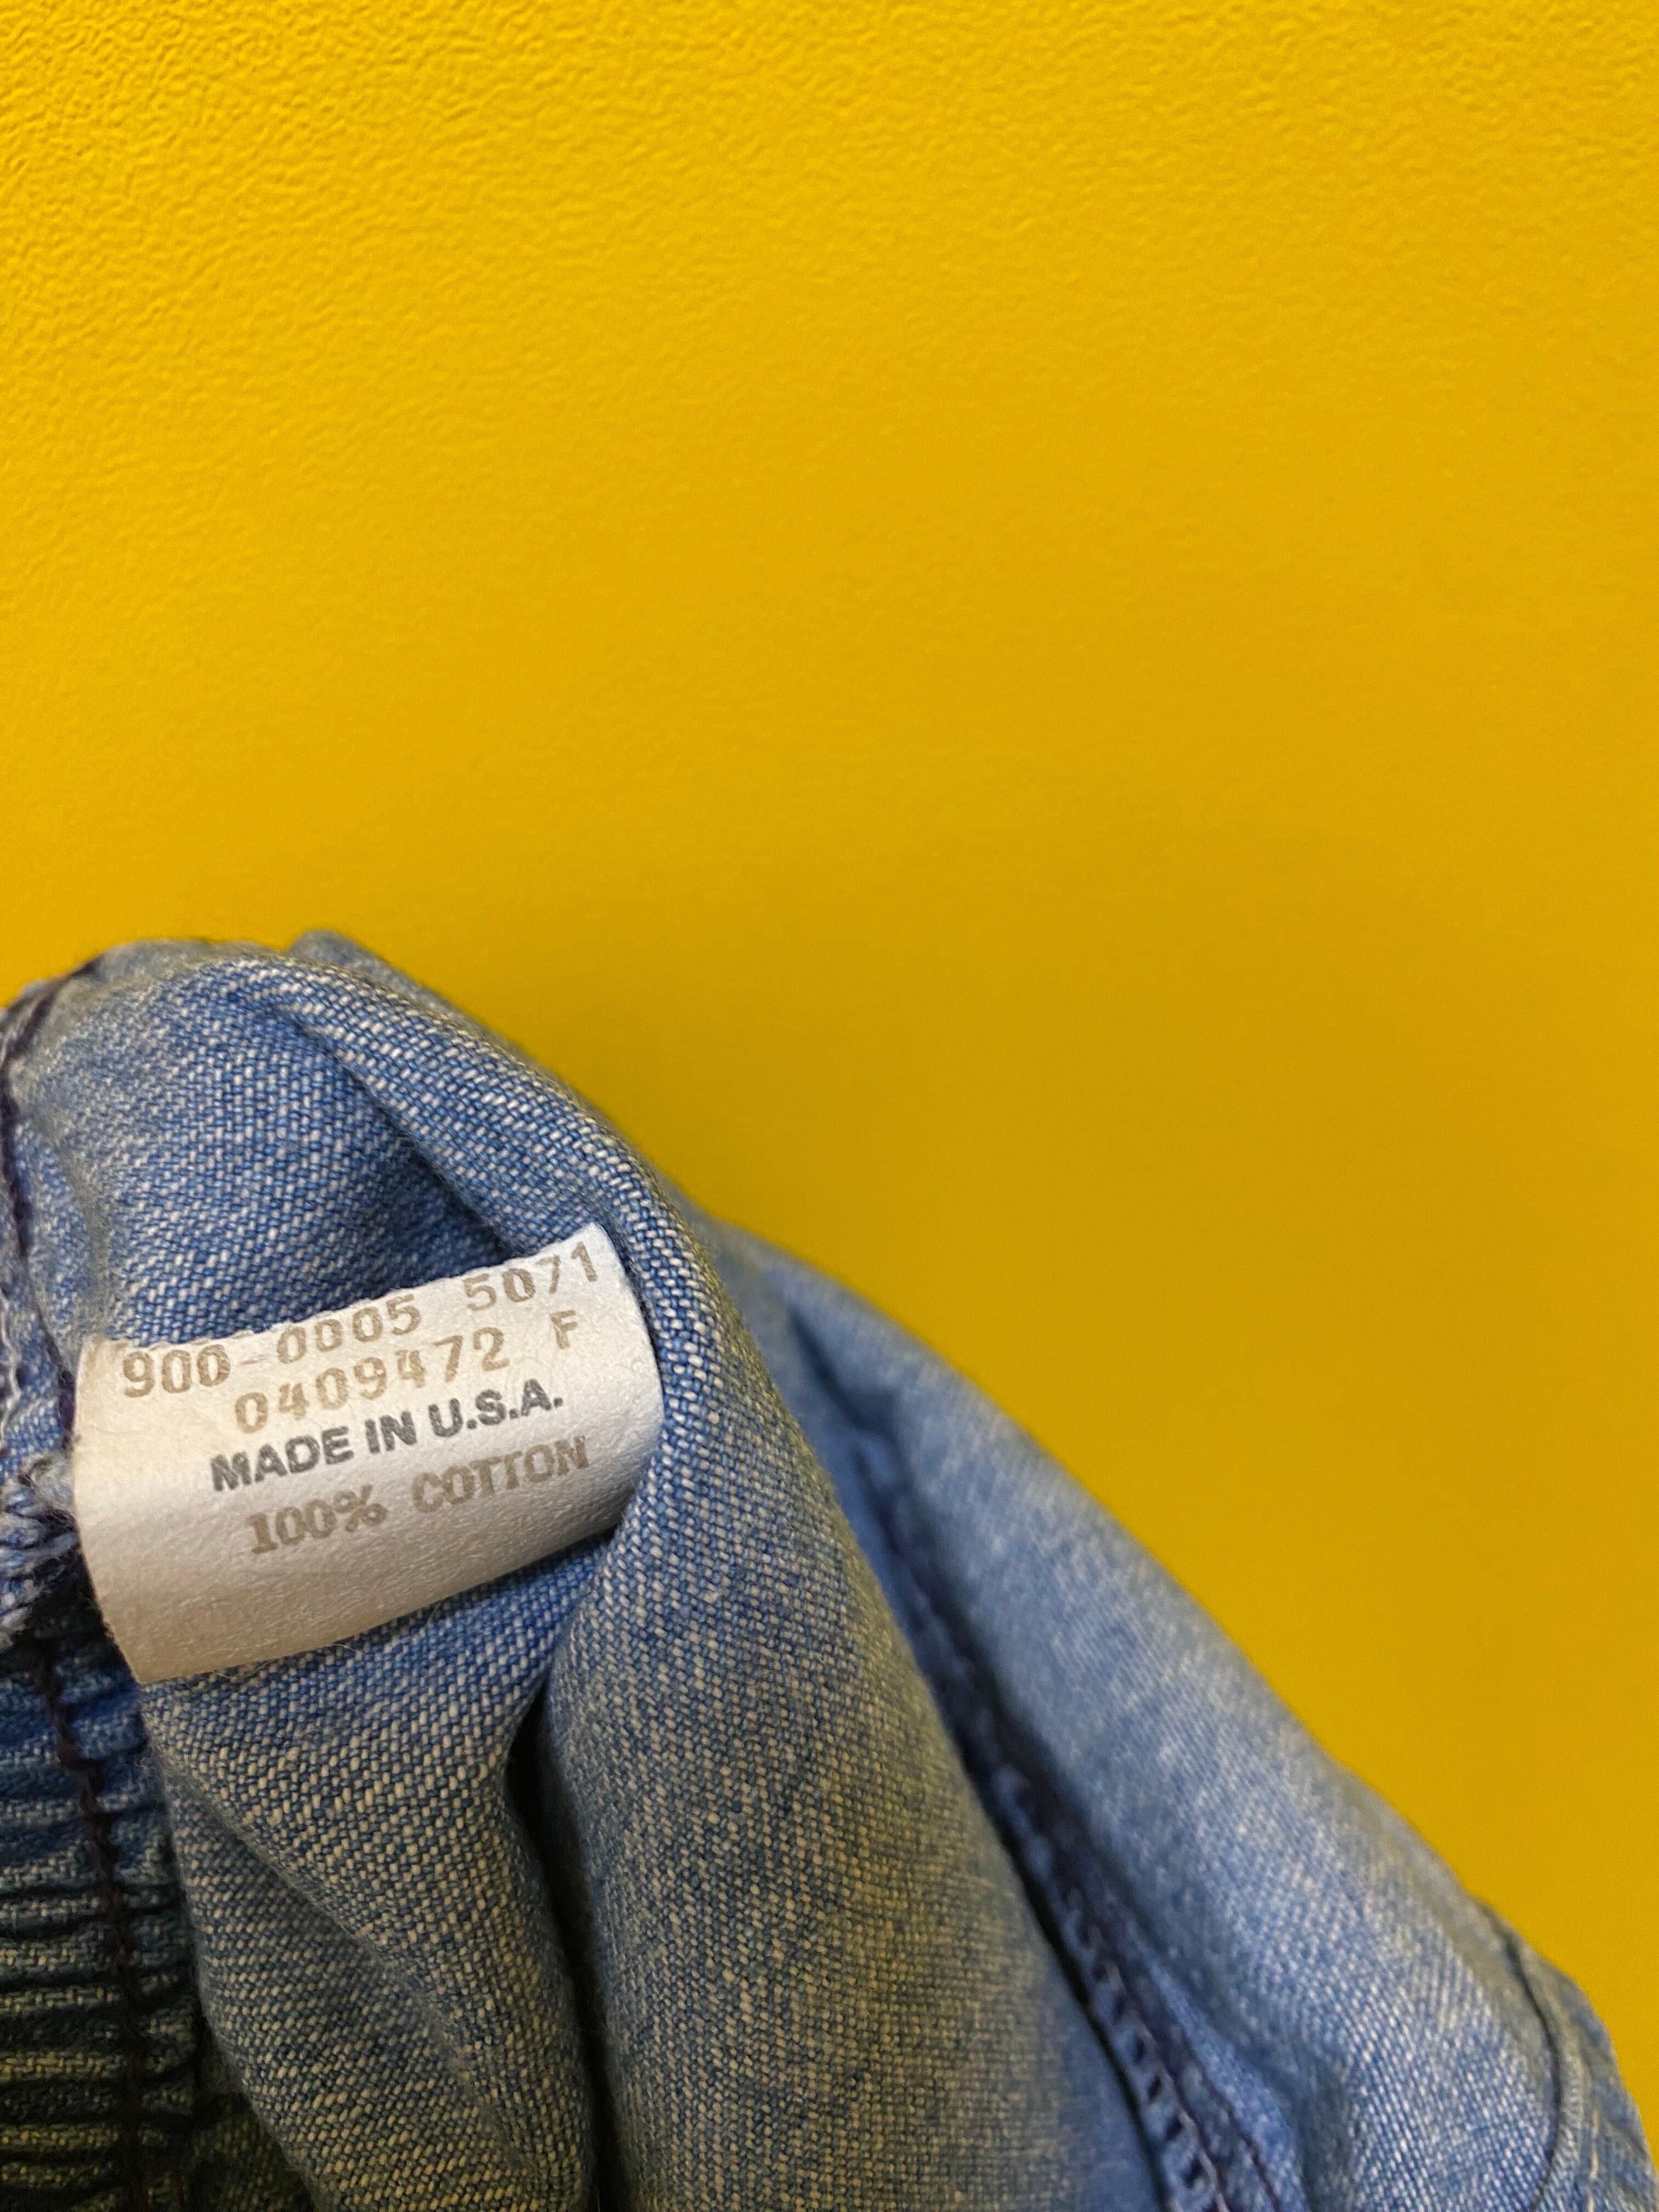 900-0005 5071
0409472 F
MADE IN U.S.A.
100% COTTON